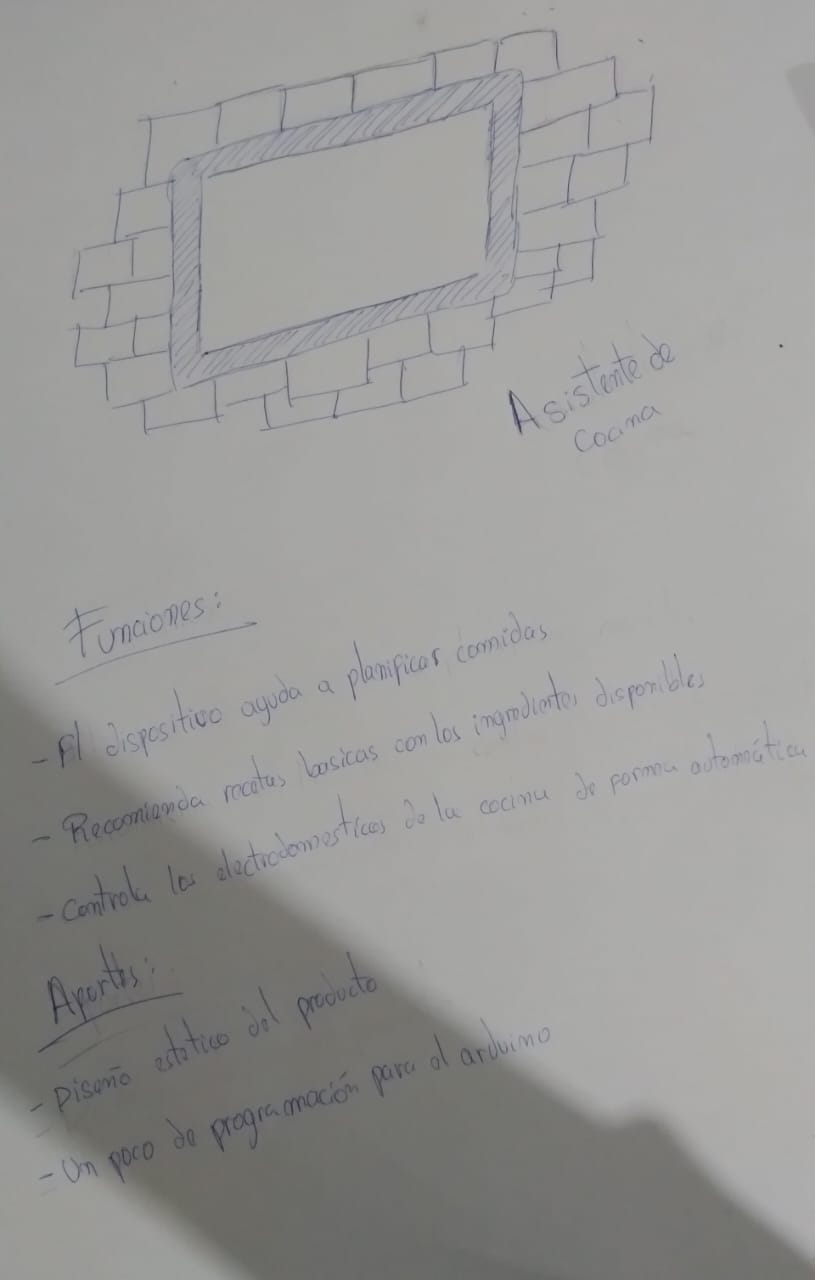 Asistente de
cocina
Funciones:
- El dispositivo ayuda a planificar comidas
- Recomienda recetas basicas con los ingredientes disponibles
- Controla los electrodomesticos de la cocina de forma automática
Aportes:
- Diseño estetico del producto
- Un poco de programación para el arduino